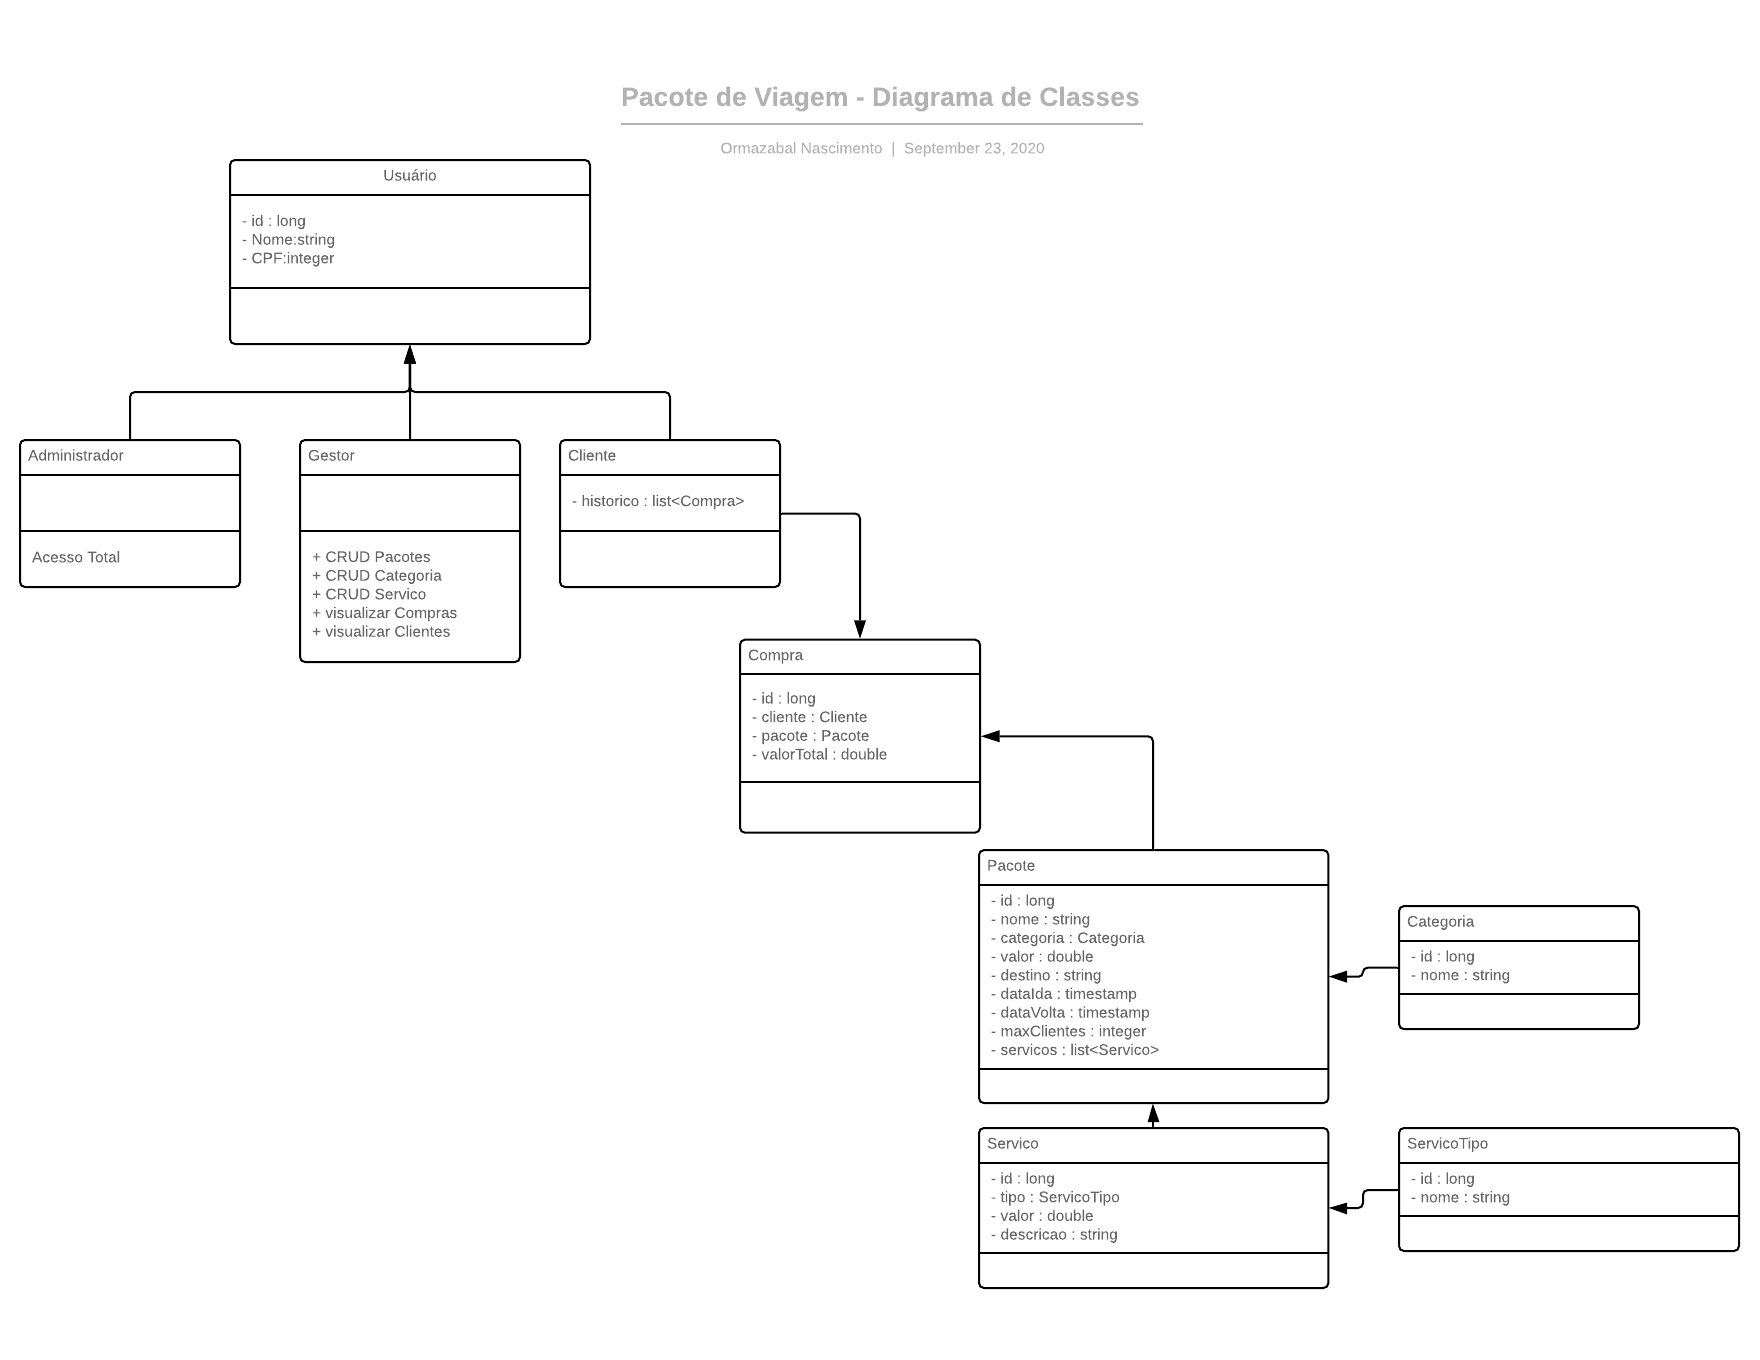 Pacote de Viagem - Diagrama de Classes
Ormazabal Nascimento | September 23, 2020
Usuário
- id : long
- Nome:string
- CPF:integer
Administrador
Acesso Total
Gestor
+ CRUD Pacotes
+ CRUD Categoria
+ CRUD Servico
+ visualizar Compras
+ visualizar Clientes
Cliente
- historico : list<Compra>
Compra
- id : long
- cliente : Cliente
- pacote : Pacote
- valorTotal : double
Pacote
- id : long
- nome : string
- categoria : Categoria
- valor : double
- destino : string
- dataIda : timestamp
- dataVolta : timestamp
- maxClientes : integer
- servicos : list<Servico>
Categoria
- id : long
- nome : string
Servico
- id : long
- tipo : ServicoTipo
- valor : double
- descricao : string
ServicoTipo
- id : long
- nome : string